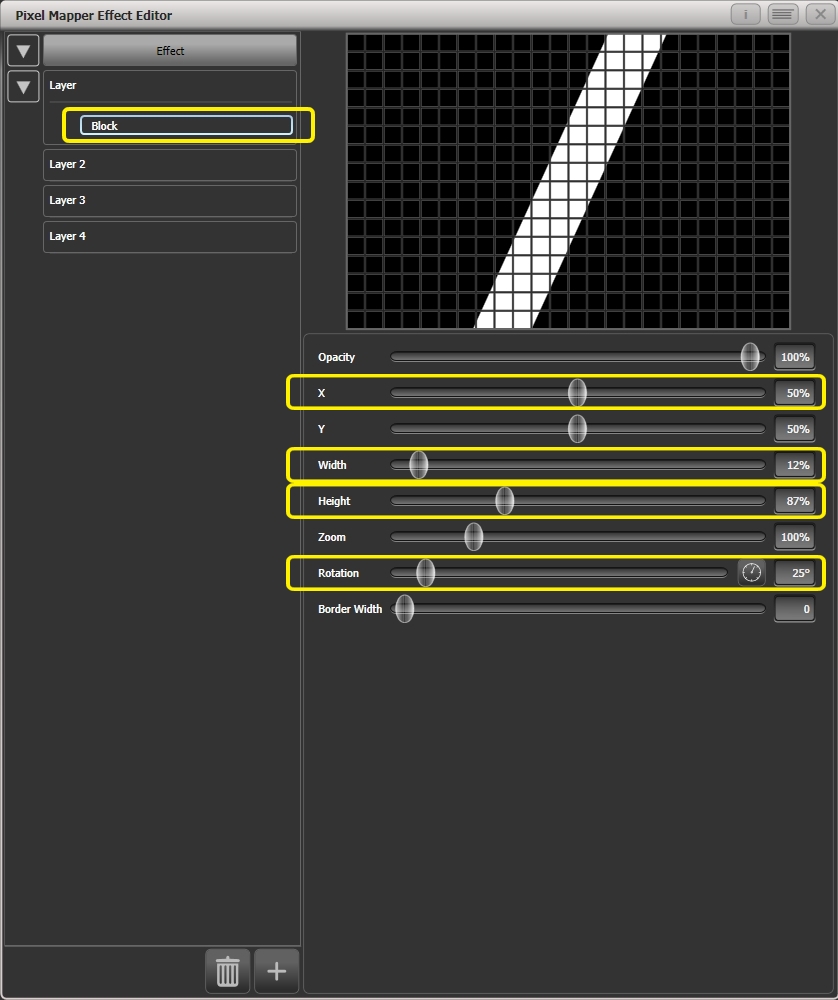 Pixel Mapper Effect Editor
i
Effect
Layer
Block
Layer 2
Layer 3
Layer 4
Opacity 100%
X 50%
Y 50%
Width 12%
Height 87%
Zoom 100%
Rotation 25°
Border Width 0